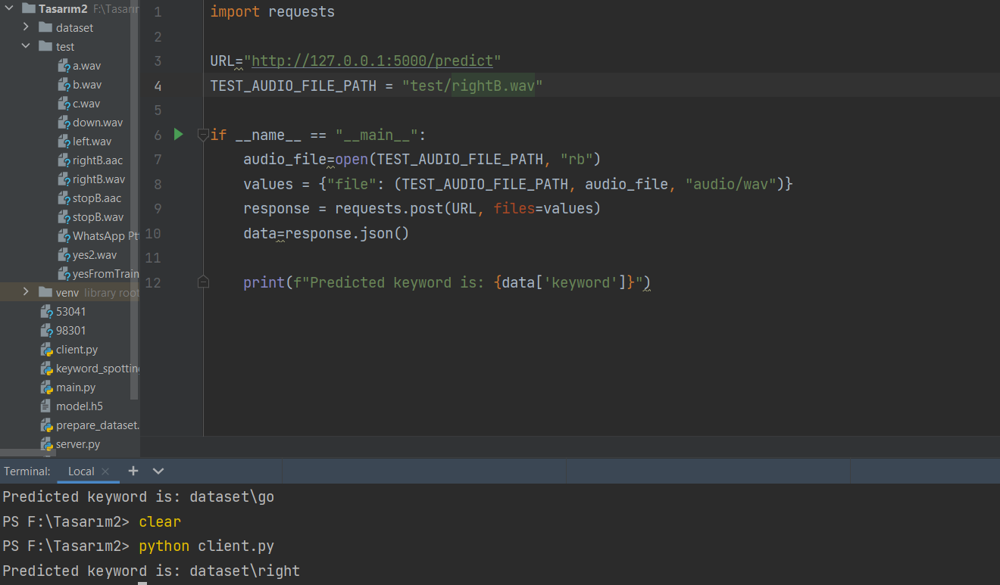 Tasarım2 F:\Tasarır
dataset
test
a.wav
b.wav
c.wav
down.wav
left.wav
rightB.aac
rightB.wav
stopB.aac
stopB.wav
WhatsApp Pt
yes2.wav
yesFromTrain
venv library root
53041
98301
client.py
keyword_spotting
main.py
model.h5
prepare_dataset.
server.py
1 import requests
2
3 URL="http://127.0.0.1:5000/predict"
4 TEST_AUDIO_FILE_PATH = "test/rightB.wav"
5
6 if __name__ == "__main__":
7 audio_file=open(TEST_AUDIO_FILE_PATH, "rb")
8 values = {"file": (TEST_AUDIO_FILE_PATH, audio_file, "audio/wav")}
9 response = requests.post(URL, files=values)
10 data=response.json()
11
12 print(f"Predicted keyword is: {data['keyword']}")
Terminal: Local × +
Predicted keyword is: dataset\go
PS F:\Tasarım2> clear
PS F:\Tasarım2> python client.py
Predicted keyword is: dataset\right